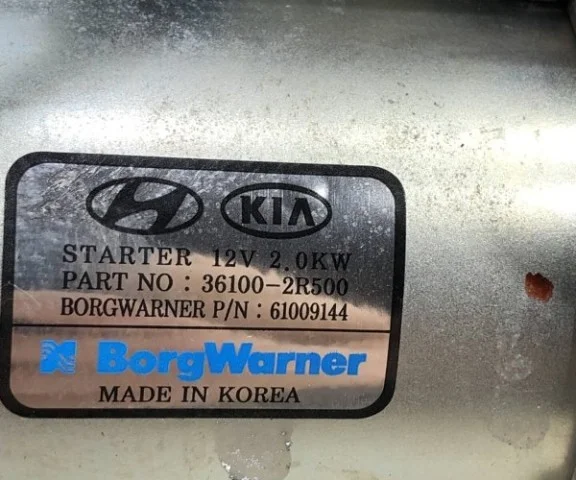 KIA
STARTER 12V 2.0KW
PART NO : 36100-2R500
BORGWARNER P/N : 61009144
BorgWarner
MADE IN KOREA